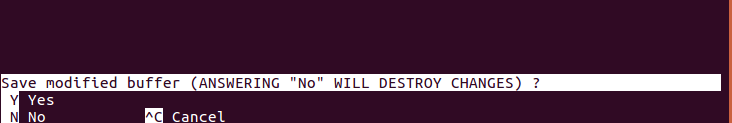 Save modified buffer (ANSWERING "No" WILL DESTROY CHANGES) ?
Y Yes
N No ^C Cancel